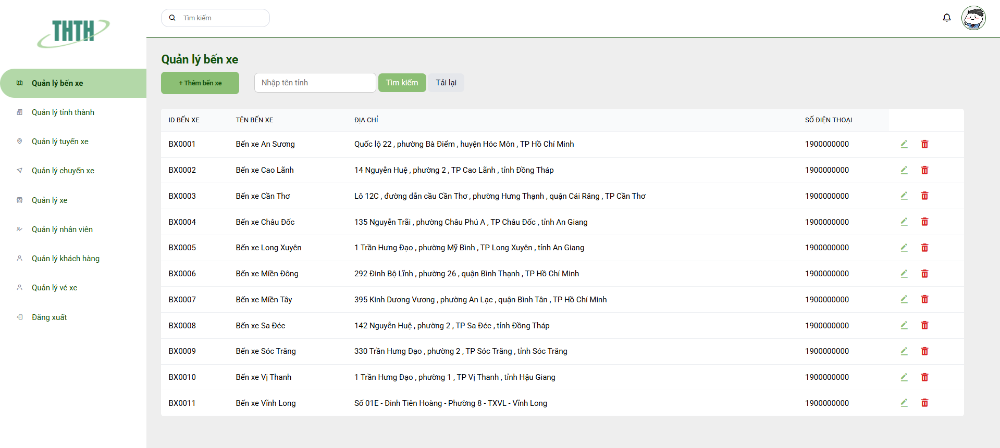 THTH
Tìm kiếm
Quản lý bến xe
Quản lý tỉnh thành
Quản lý tuyến xe
Quản lý chuyến xe
Quản lý xe
Quản lý nhân viên
Quản lý khách hàng
Quản lý vé xe
Đăng xuất
Quản lý bến xe
+ Thêm bến xe Nhập tên tỉnh Tìm kiếm Tải lại
ID BẾN XE TÊN BẾN XE ĐỊA CHỈ SỐ ĐIỆN THOẠI
BX0001 Bến xe An Sương Quốc lộ 22 , phường Bà Điểm , huyện Hóc Môn , TP Hồ Chí Minh 1900000000
BX0002 Bến xe Cao Lãnh 14 Nguyễn Huệ , phường 2 , TP Cao Lãnh , tỉnh Đồng Tháp 1900000000
BX0003 Bến xe Cần Thơ Lô 12C , đường dẫn cầu Cần Thơ , phường Hưng Thạnh , quận Cái Răng , TP Cần Thơ 1900000000
BX0004 Bến xe Châu Đốc 135 Nguyễn Trãi , phường Châu Phú A , TP Châu Đốc , tỉnh An Giang 1900000000
BX0005 Bến xe Long Xuyên 1 Trần Hưng Đạo , phường Mỹ Bình , TP Long Xuyên , tỉnh An Giang 1900000000
BX0006 Bến xe Miền Đông 292 Đinh Bộ Lĩnh , phường 26 , quận Bình Thạnh , TP Hồ Chí Minh 1900000000
BX0007 Bến xe Miền Tây 395 Kinh Dương Vương , phường An Lạc , quận Bình Tân , TP Hồ Chí Minh 1900000000
BX0008 Bến xe Sa Đéc 142 Nguyễn Huệ , phường 2 , TP Sa Đéc , tỉnh Đồng Tháp 1900000000
BX0009 Bến xe Sóc Trăng 330 Trần Hưng Đạo , phường 2 , TP Sóc Trăng , tỉnh Sóc Trăng 1900000000
BX0010 Bến xe Vị Thanh 1 Trần Hưng Đạo , phường 1 , TP Vị Thanh , tỉnh Hậu Giang 1900000000
BX0011 Bến xe Vĩnh Long Số 01E - Đinh Tiên Hoàng - Phường 8 - TXVL - Vĩnh Long 1900000000